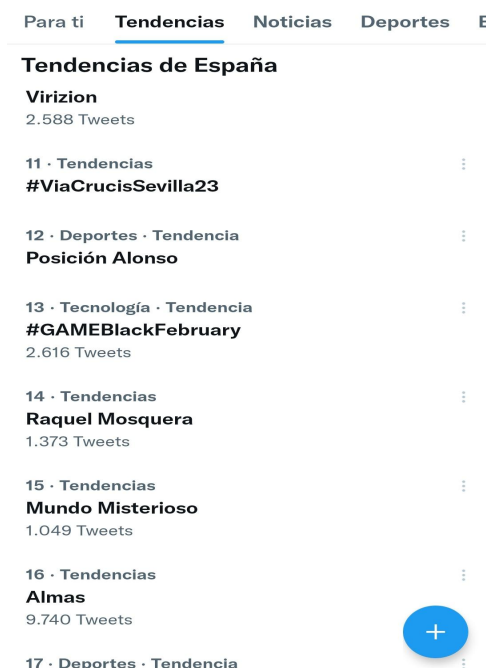 Para ti Tendencias Noticias Deportes
Tendencias de España
Virizion
2.588 Tweets
11 · Tendencias
#ViaCrucisSevilla23
12 · Deportes · Tendencia
Posición Alonso
13 · Tecnología · Tendencia
#GAMEBlackFebruary
2.616 Tweets
14 · Tendencias
Raquel Mosquera
1.373 Tweets
15 · Tendencias
Mundo Misterioso
1.049 Tweets
16 · Tendencias
Almas
9.740 Tweets
17 · Deportes · Tendencia